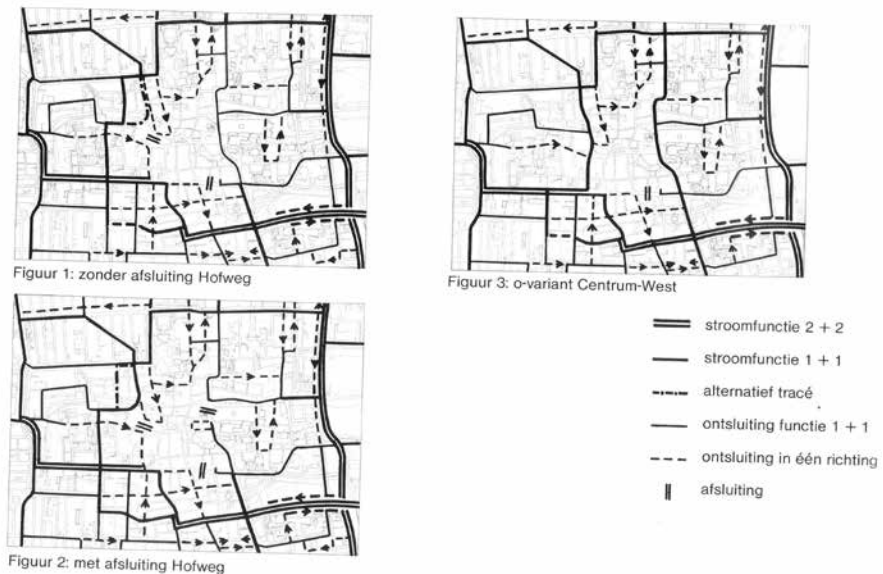 Figuur 1: zonder afsluiting Hofweg
Figuur 3: o-variant Centrum-West
stroomfunctie 2 + 2
stroomfunctie 1 + 1
alternatief tracé
ontsluiting functie 1 + 1
ontsluiting in één richting
afsluiting
Figuur 2: met afsluiting Hofweg